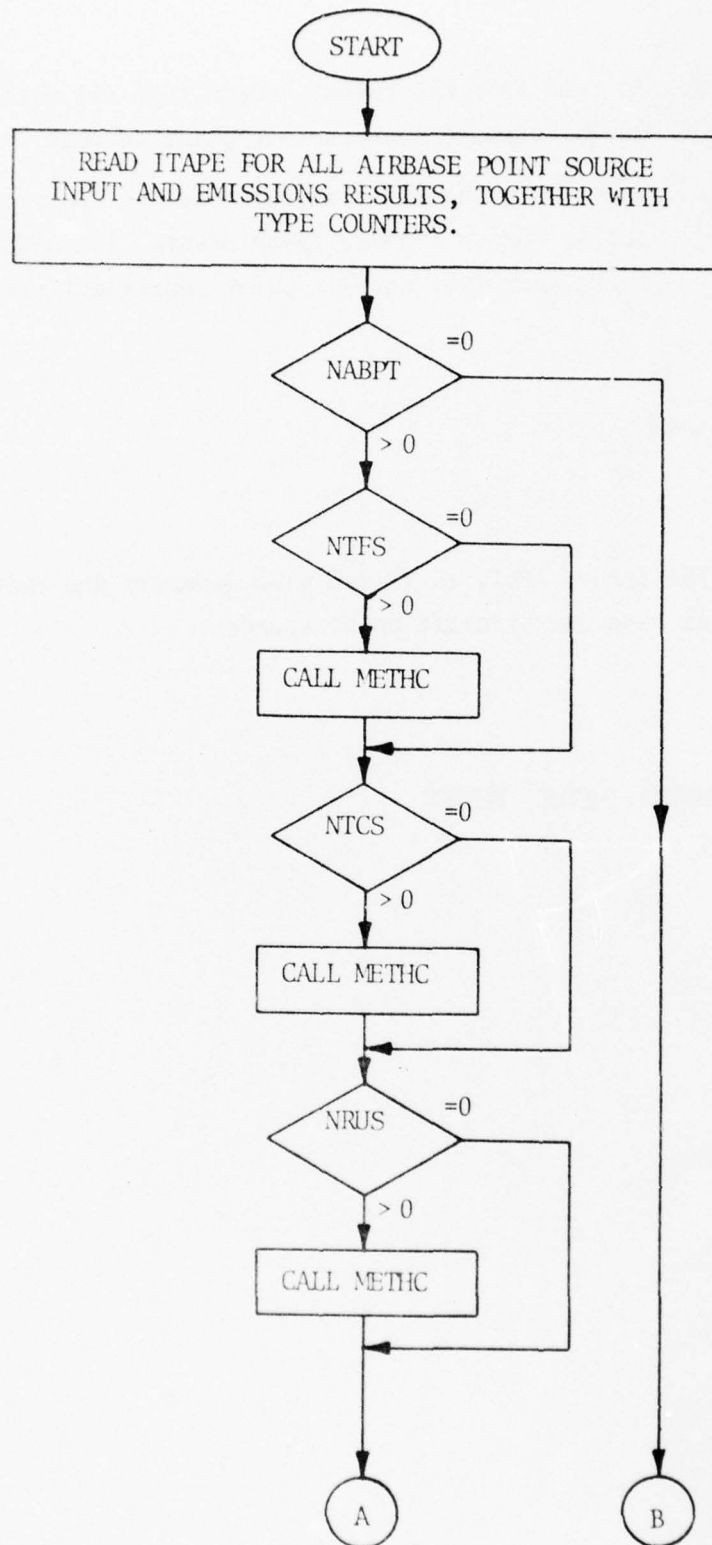 START
READ ITAPE FOR ALL AIRBASE POINT SOURCE
INPUT AND EMISSIONS RESULTS, TOGETHER WITH
TYPE COUNTERS.
=0
NABPT
> 0
=0
NTFS
> 0
CALL METHC
=0
NTCS
> 0
CALL METHC
=0
NRUS
> 0
CALL METHC
A
B